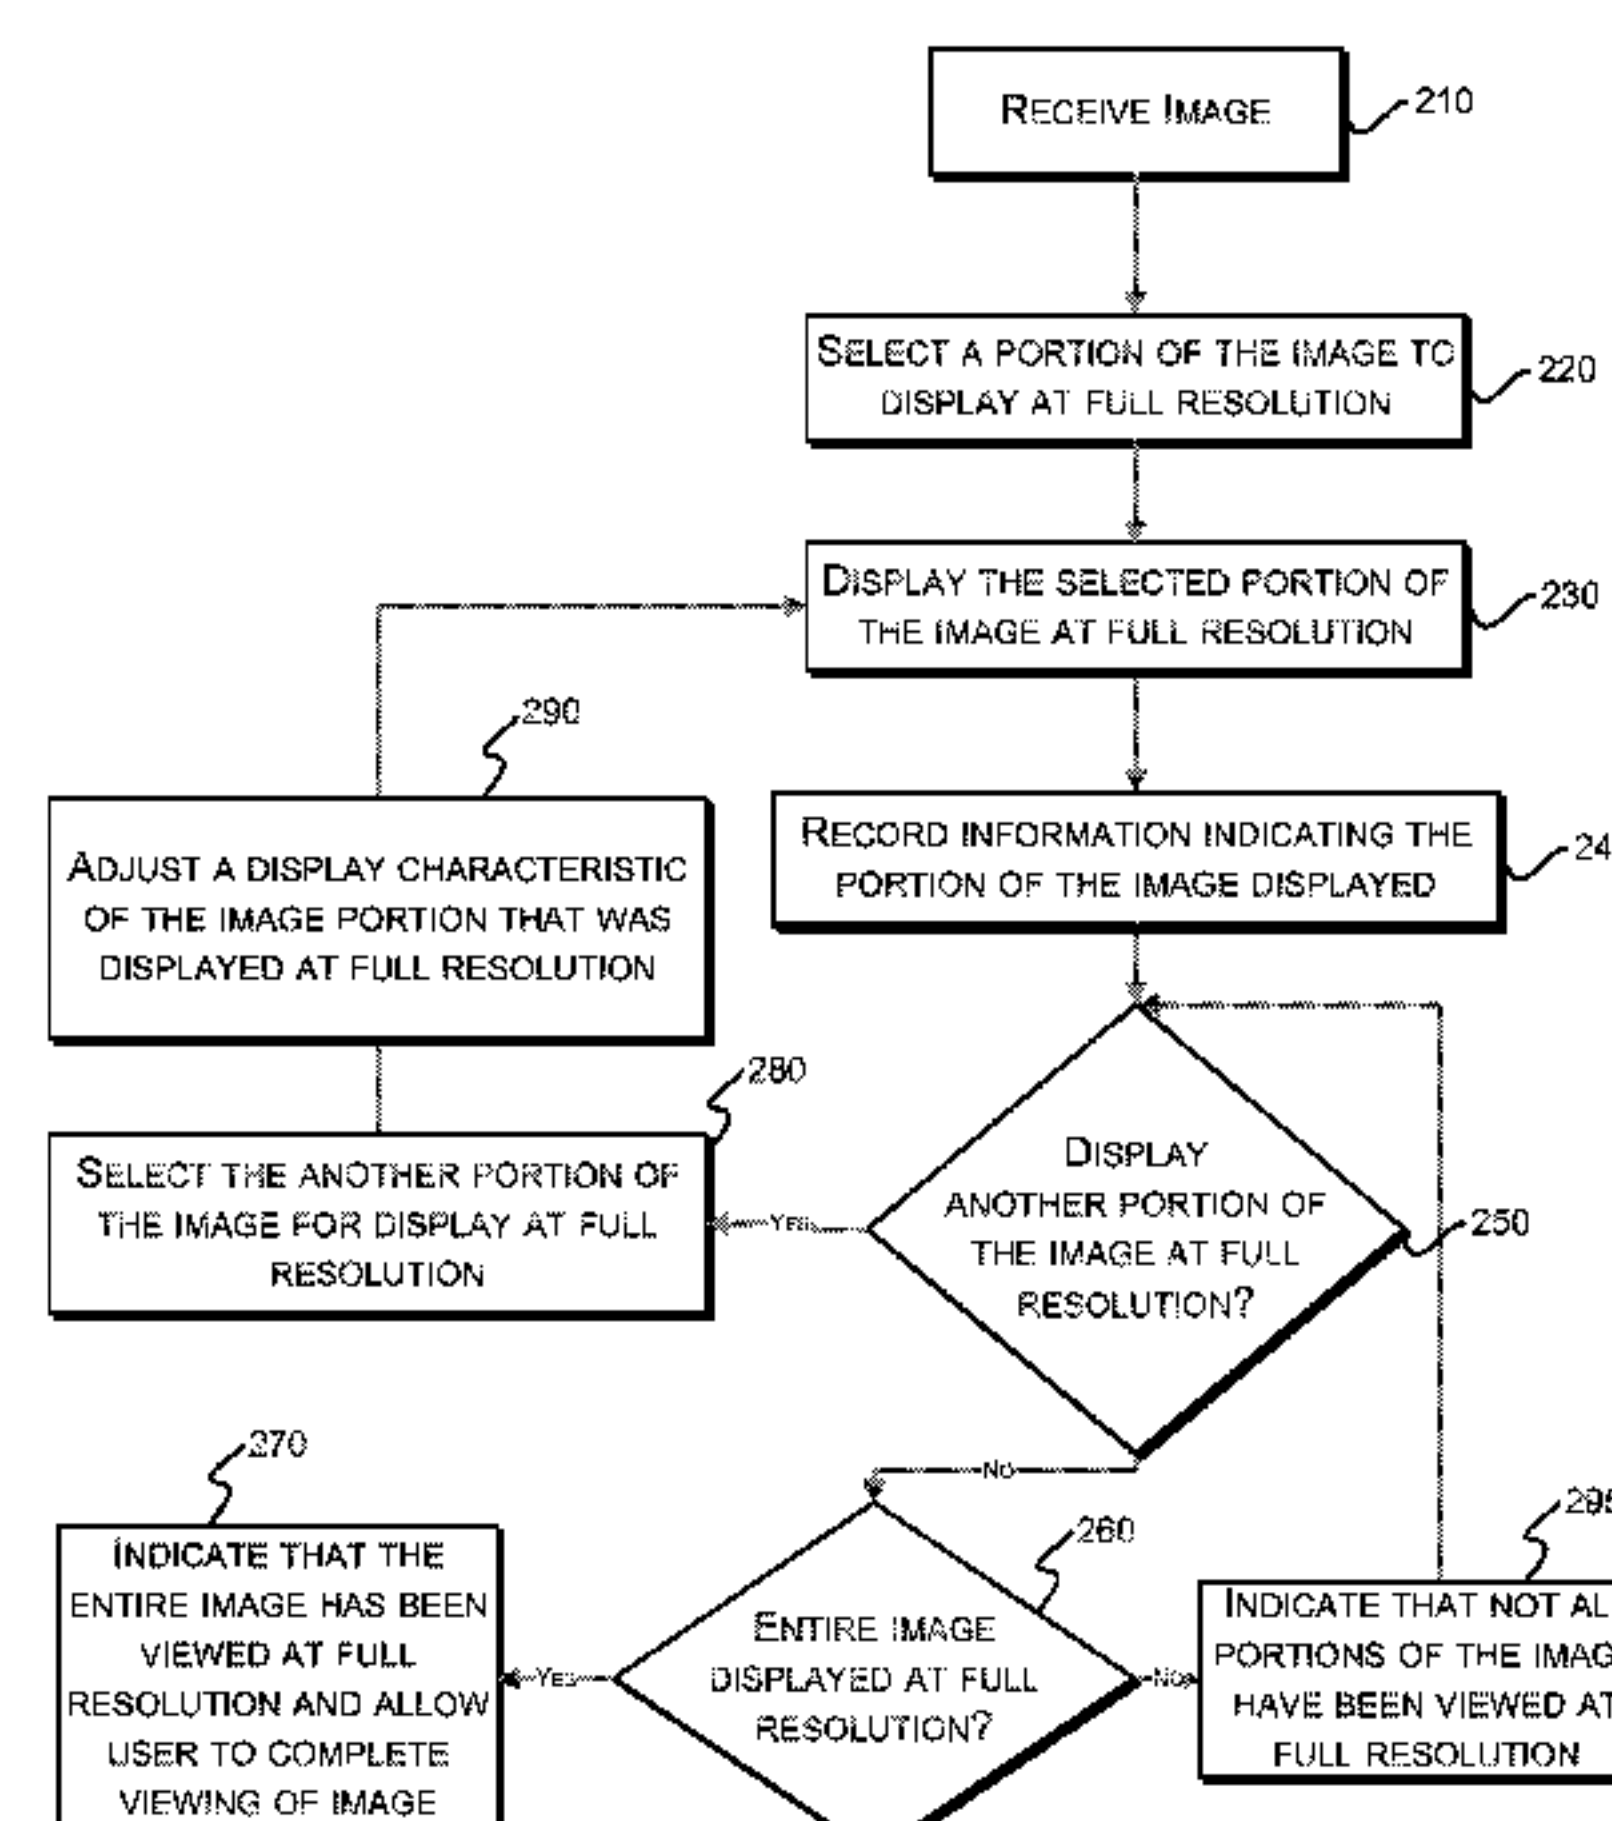 RECEIVE IMAGE
210
SELECT A PORTION OF THE IMAGE TO
DISPLAY AT FULL RESOLUTION
220
DISPLAY THE SELECTED PORTION OF
THE IMAGE AT FULL RESOLUTION
230
290
ADJUST A DISPLAY CHARACTERISTIC
OF THE IMAGE PORTION THAT WAS
DISPLAYED AT FULL RESOLUTION
RECORD INFORMATION INDICATING THE
PORTION OF THE IMAGE DISPLAYED
24
280
SELECT THE ANOTHER PORTION OF
THE IMAGE FOR DISPLAY AT FULL
RESOLUTION
YES
DISPLAY
ANOTHER PORTION OF
THE IMAGE AT FULL
RESOLUTION?
250
NO
270
INDICATE THAT THE
ENTIRE IMAGE HAS BEEN
VIEWED AT FULL
RESOLUTION AND ALLOW
USER TO COMPLETE
VIEWING OF IMAGE
YES
260
ENTIRE IMAGE
DISPLAYED AT FULL
RESOLUTION?
NO
295
INDICATE THAT NOT AL
PORTIONS OF THE IMAG
HAVE BEEN VIEWED AT
FULL RESOLUTION